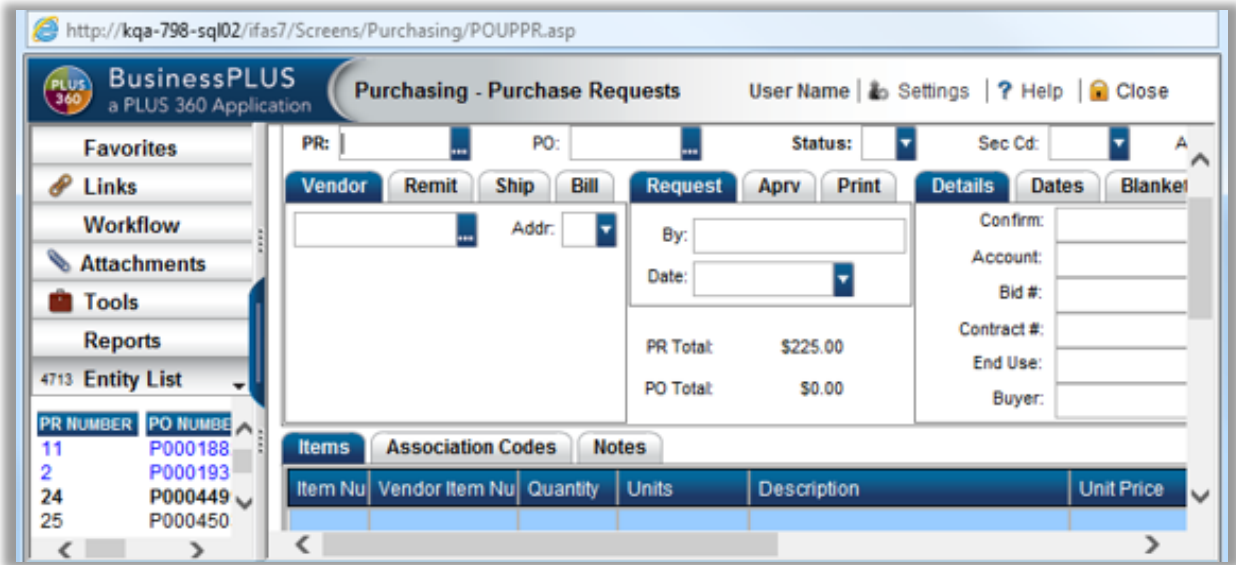 http://kqa-798-sql02/ifas7/Screens/Purchasing/POUPPR.asp
PLUS 360
BusinessPLUS
a PLUS 360 Application
Purchasing - Purchase Requests
User Name | Settings | ? Help | Close
Favorites
Links
Workflow
Attachments
Tools
Reports
4713 Entity List
PR NUMBER PO NUMBE
11 P000188
2 P000193
24 P000449
25 P000450
PR: ... PO: ... Status: Sec Cd: A
Vendor Remit Ship Bill Request Aprv Print Details Dates Blanket
... Addr:
By:
Date:
PR Total: $225.00
PO Total: $0.00
Confirm:
Account:
Bid #:
Contract #:
End Use:
Buyer:
Items Association Codes Notes
Item Nu Vendor Item Nu Quantity Units Description Unit Price